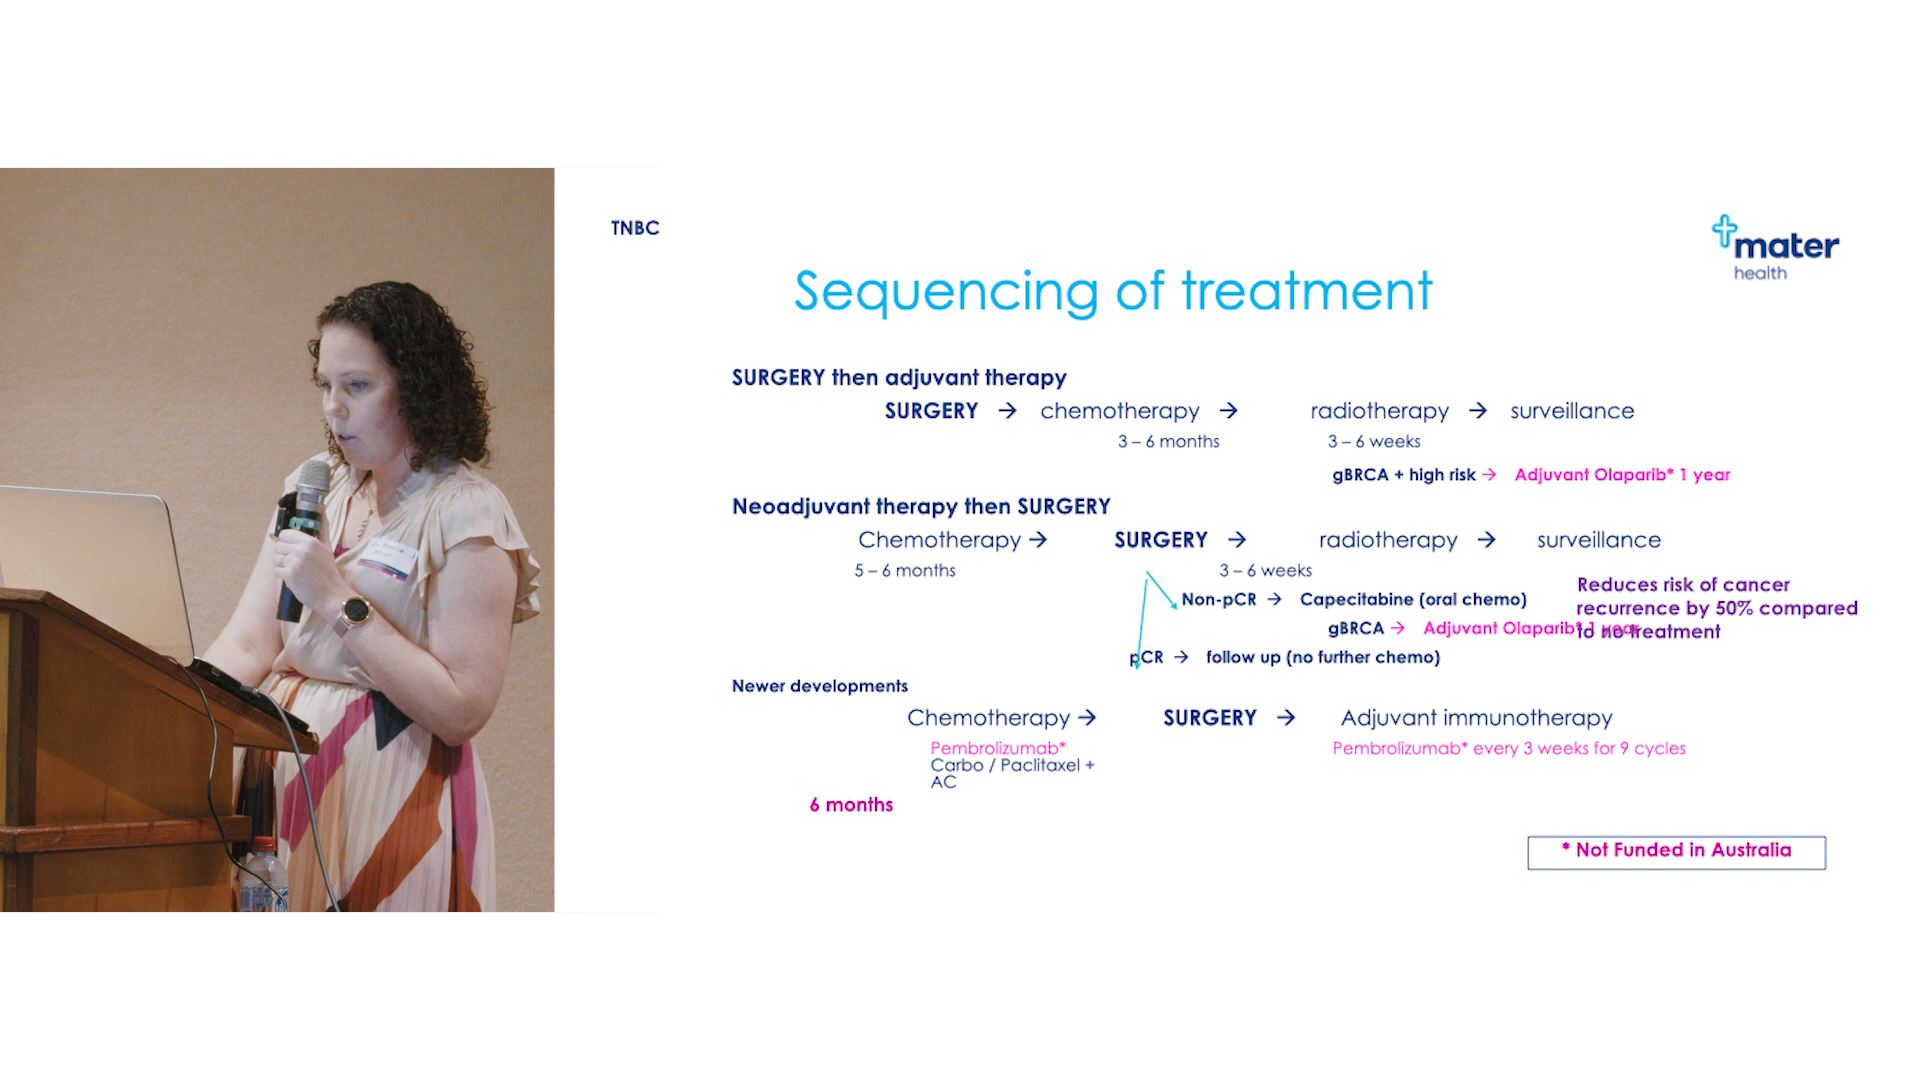 TNBC
mater
health
Sequencing of treatment
SURGERY then adjuvant therapy
SURGERY → chemotherapy → radiotherapy → surveillance
3 – 6 months 3 – 6 weeks
gBRCA + high risk → Adjuvant Olaparib* 1 year
Neoadjuvant therapy then SURGERY
Chemotherapy → SURGERY → radiotherapy → surveillance
5 – 6 months 3 – 6 weeks
Non-pCR → Capecitabine (oral chemo)
gBRCA → Adjuvant Olaparib* 1 year
pCR → follow up (no further chemo)
Reduces risk of cancer
recurrence by 50% compared
to no treatment
Newer developments
Chemotherapy → SURGERY → Adjuvant immunotherapy
Pembrolizumab* Pembrolizumab* every 3 weeks for 9 cycles
Carbo / Paclitaxel +
AC
6 months
* Not Funded in Australia